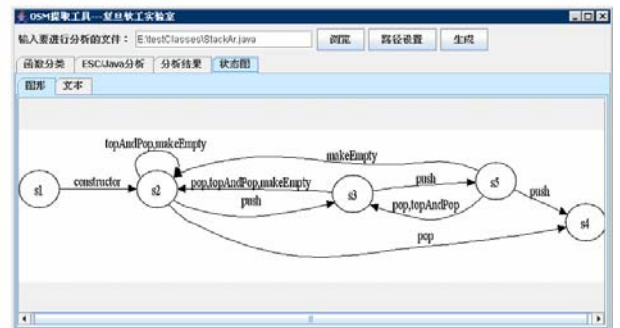 OSM提取工具---复旦软工实验室
输入要进行分析的文件： E:\testClasses\StackAr.java 浏览 路径设置 生成
函数分类 ESC/Java分析 分析结果 状态图
图形 文本
topAndPop,makeEmpty
makeEmpty
s1 constructor s2 pop,topAndPop,makeEmpty s3 push s5 push
push pop,topAndPop s4
pop